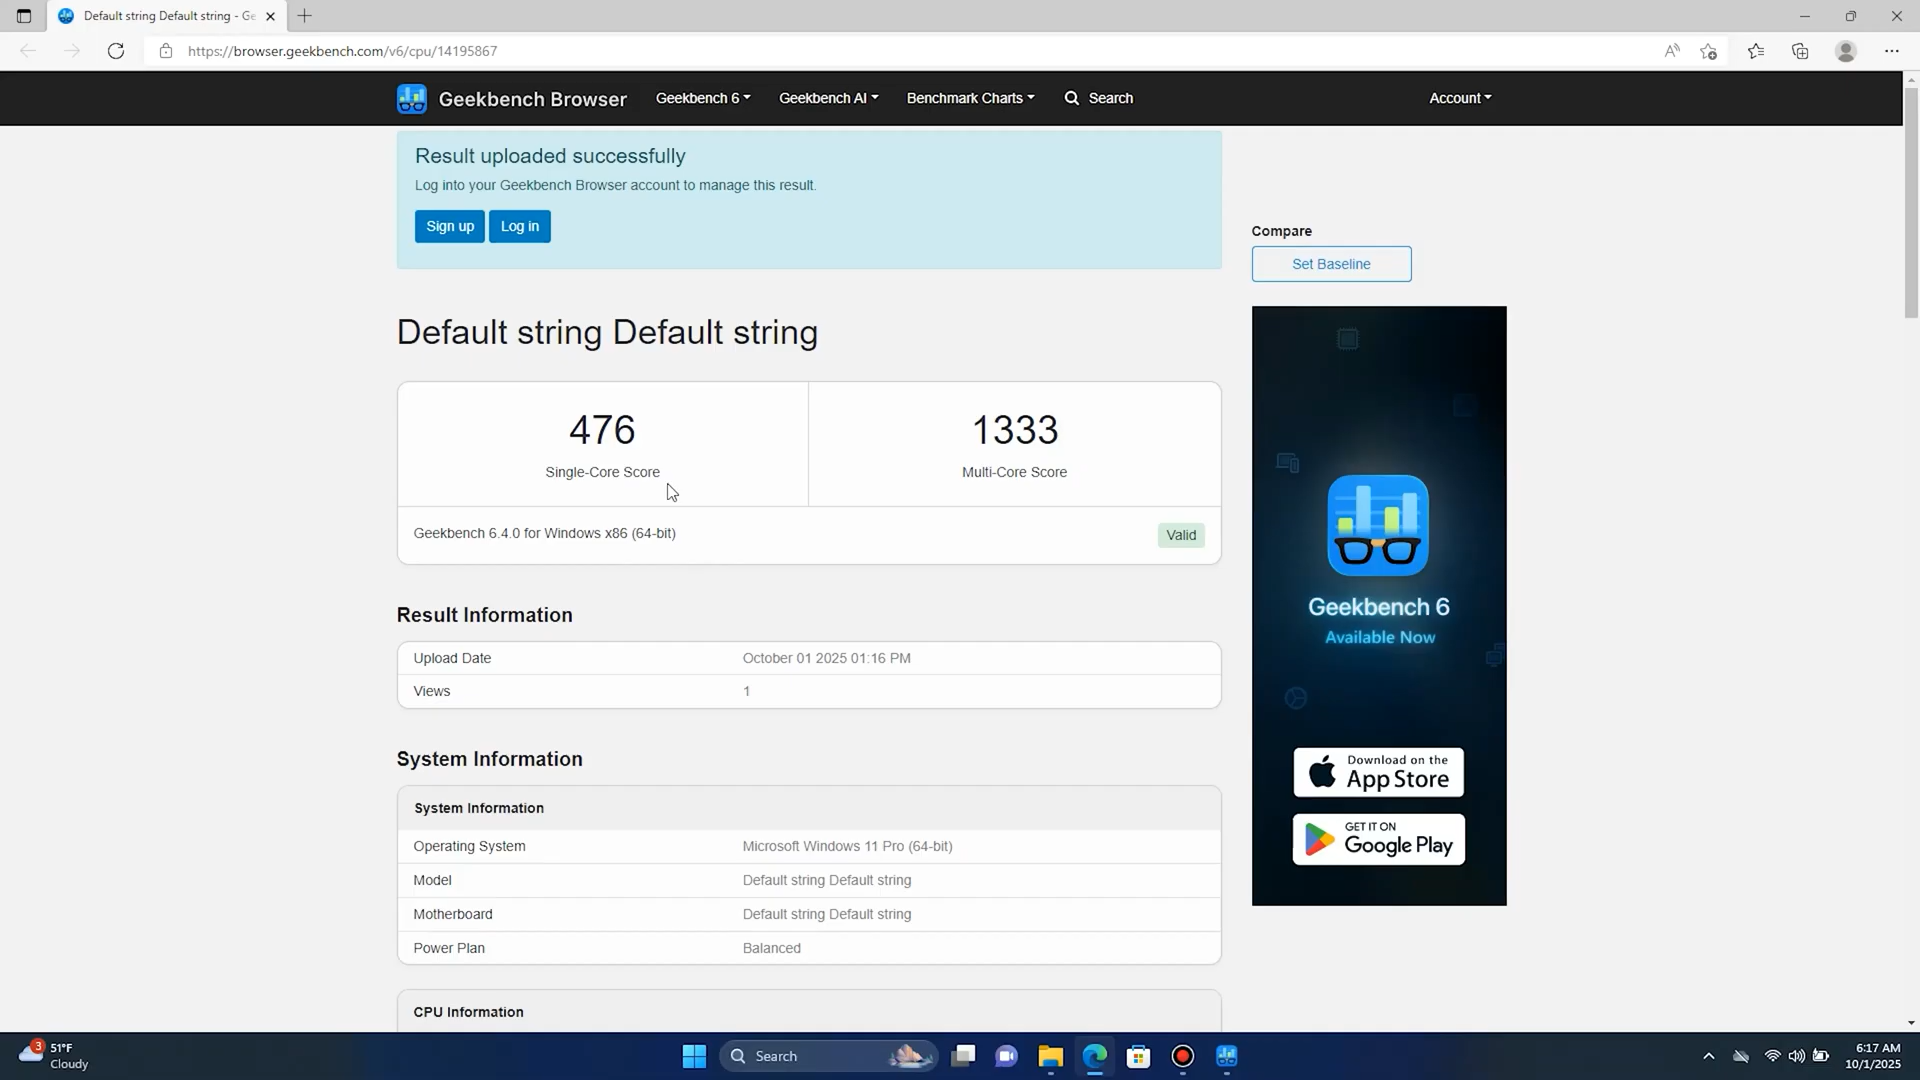 Default string Default string - Ge
https://browser.geekbench.com/v6/cpu/14195867
Geekbench Browser
Geekbench 6
Geekbench AI
Benchmark Charts
Search
Account
Result uploaded successfully
Log into your Geekbench Browser account to manage this result.
Sign up
Log in
Compare
Set Baseline
Default string Default string
476
Single-Core Score
1333
Multi-Core Score
Geekbench 6.4.0 for Windows x86 (64-bit)
Valid
Result Information
Upload Date October 01 2025 01:16 PM
Views 1
System Information
System Information
Operating System Microsoft Windows 11 Pro (64-bit)
Model Default string Default string
Motherboard Default string Default string
Power Plan Balanced
CPU Information
Geekbench 6
Available Now
Download on the
App Store
GET IT ON
Google Play
3
51°F
Cloudy
Search
6:17 AM
10/1/2025